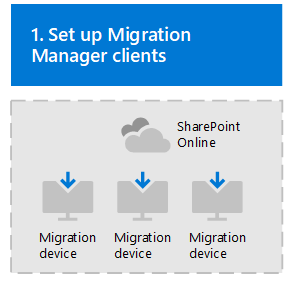 1. Set up Migration
Manager clients
SharePoint
Online
Migration
device
Migration
device
Migration
device